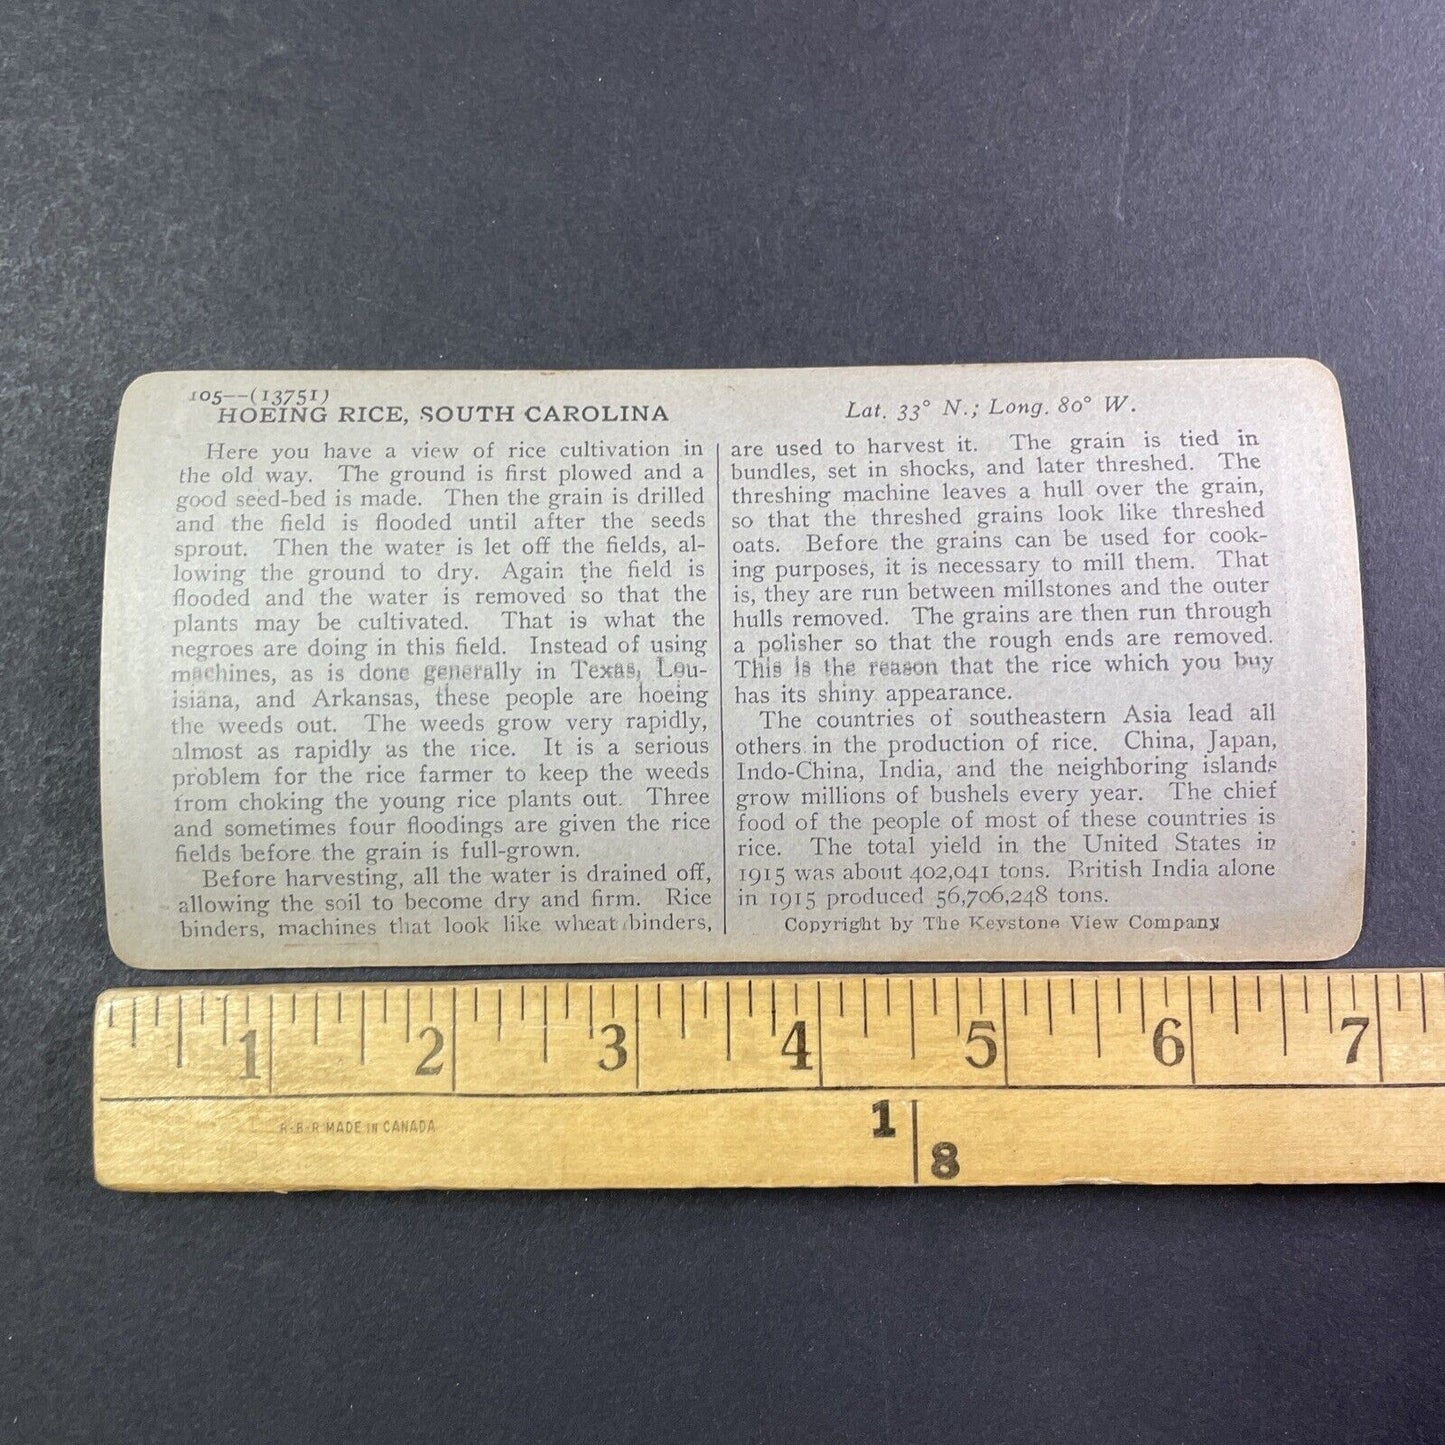 105--(13751)
HOEING RICE, SOUTH CAROLINA
Lat. 33° N.; Long. 80° W.
Here you have a view of rice cultivation in
the old way. The ground is first plowed and a
good seed-bed is made. Then the grain is drilled
and the field is flooded until after the seeds
sprout. Then the water is let off the fields, al-
lowing the ground to dry. Again the field is
flooded and the water is removed so that the
plants may be cultivated. That is what the
negroes are doing in this field. Instead of using
machines, as is done generally in Texas, Lou-
isiana, and Arkansas, these people are hoeing
the weeds out. The weeds grow very rapidly,
almost as rapidly as the rice. It is a serious
problem for the rice farmer to keep the weeds
from choking the young rice plants out. Three
and sometimes four floodings are given the rice
fields before the grain is full-grown.
Before harvesting, all the water is drained off,
allowing the soil to become dry and firm. Rice
binders, machines that look like wheat binders,
are used to harvest it. The grain is tied in
bundles, set in shocks, and later threshed. The
threshing machine leaves a hull over the grain,
so that the threshed grains look like threshed
oats. Before the grains can be used for cook-
ing purposes, it is necessary to mill them. That
is, they are run between millstones and the outer
hulls removed. The grains are then run through
a polisher so that the rough ends are removed.
This is the reason that the rice which you buy
has its shiny appearance.
The countries of southeastern Asia lead all
others in the production of rice. China, Japan,
Indo-China, India, and the neighboring islands
grow millions of bushels every year. The chief
food of the people of most of these countries is
rice. The total yield in the United States in
1915 was about 402,041 tons. British India alone
in 1915 produced 56,706,248 tons.
Copyright by The Keystone View Company
1 2 3 4 5 6 7
R-B-R MADE IN CANADA
1
8